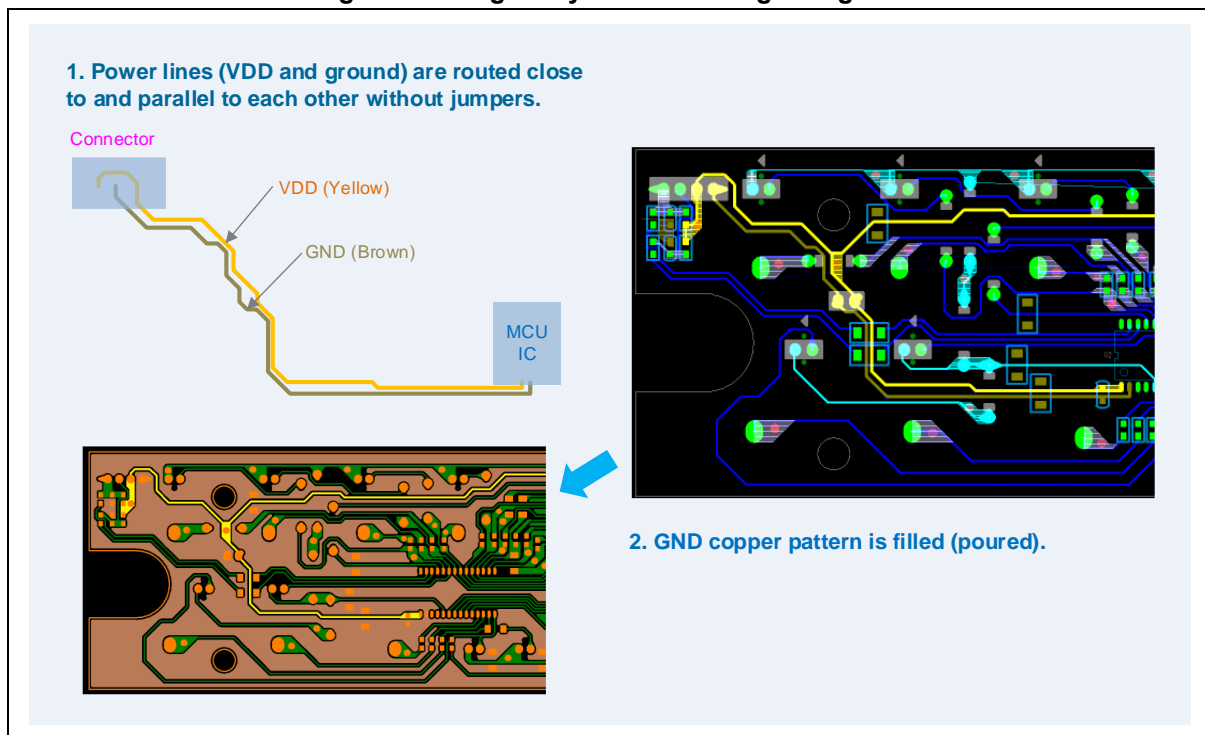 1. Power lines (VDD and ground) are routed close
to and parallel to each other without jumpers.
Connector
VDD (Yellow)
GND (Brown)
MCU
IC
2. GND copper pattern is filled (poured).